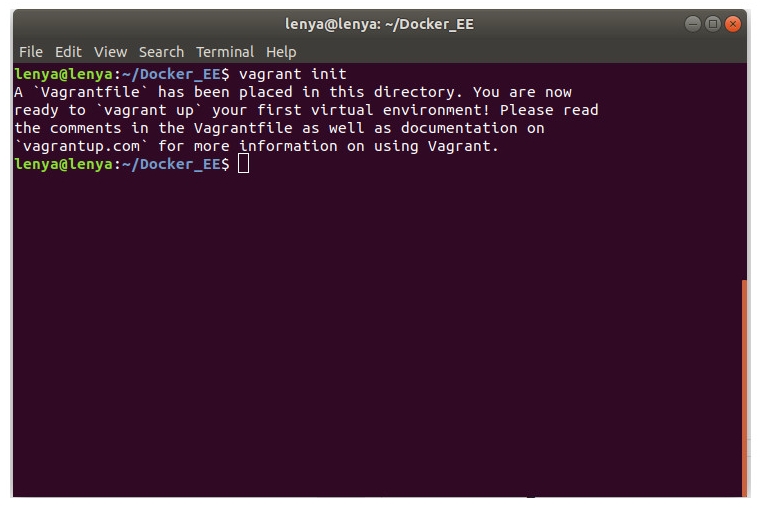 lenya@lenya: ~/Docker_EE
File Edit View Search Terminal Help
lenya@lenya:~/Docker_EE$ vagrant init
A `Vagrantfile` has been placed in this directory. You are now
ready to `vagrant up` your first virtual environment! Please read
the comments in the Vagrantfile as well as documentation on
`vagrantup.com` for more information on using Vagrant.
lenya@lenya:~/Docker_EE$